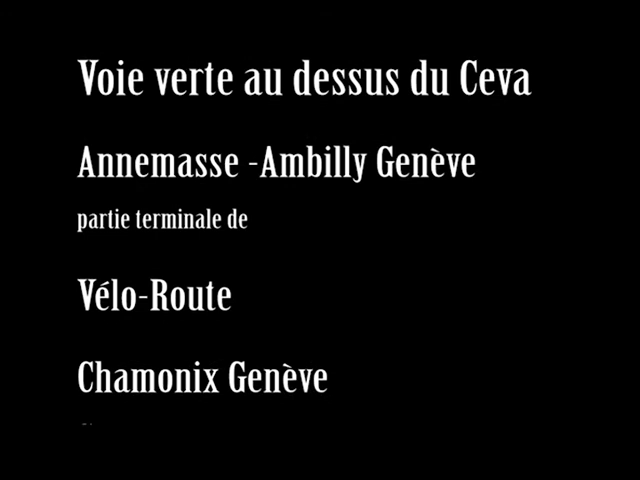 Voie verte au dessus du Ceva
Annemasse -Ambilly Genève
partie terminale de
Vélo-Route
Chamonix Genève